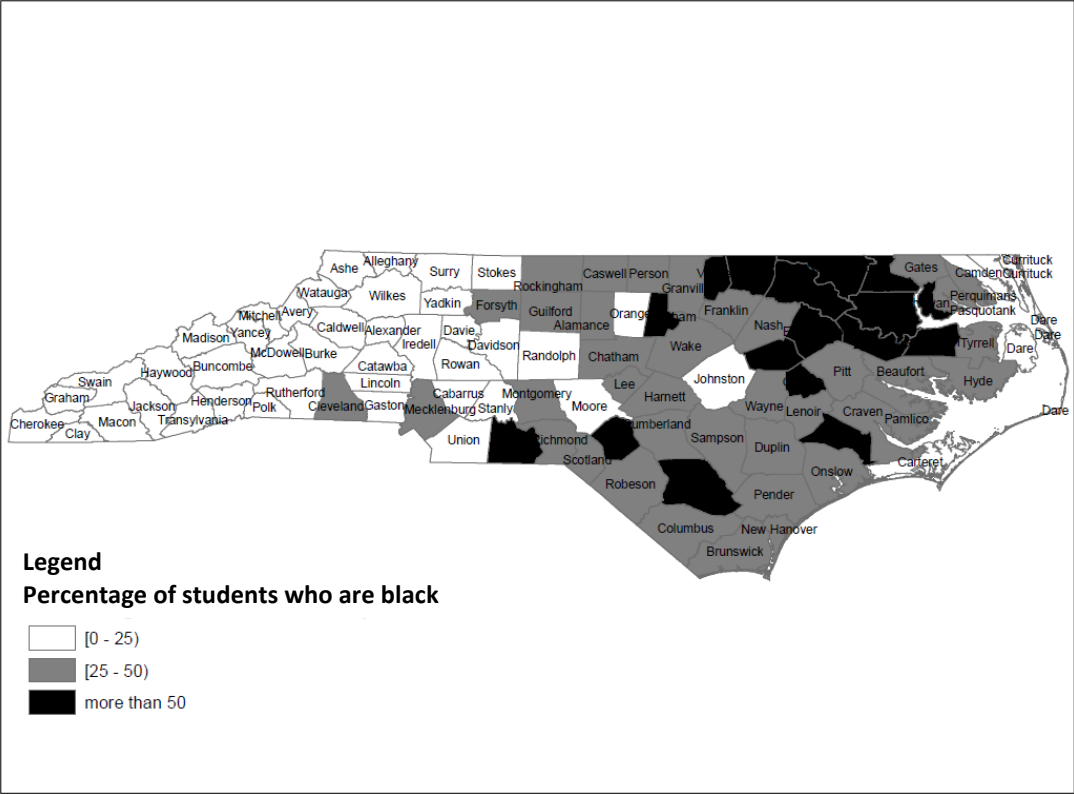 Currituck
Alleghany
Ashe
Surry
Stokes
Caswell
Person
V
Gates
Camden
Currituck
Rockingham
Granvill
Watauga
Wilkes
Yadkin
Forsyth
Guilford
Orange
ham
Franklin
wan
Perquimans
Pasquotank
Mitchell
Avery
Alamance
Nash
E
Dare
Madison
Yancey
Caldwell
Alexander
Iredell
Davie
Davidson
Randolph
Wake
Tyrrell
Dare
Dare
McDowell
Burke
Chatham
Haywood
Buncombe
Catawba
Rowan
Johnston
Pitt
Beaufort
Swain
Lincoln
Lee
Hyde
Graham
Rutherford
Cabarrus
Montgomery
Harnett
Jackson
Henderson
Polk
Cleveland
Gaston
Mecklenburg
Stanly
Moore
Wayne
Lenoir
Craven
Pamlico
Dare
Cherokee
Macon
Transylvania
umberland
Clay
Union
ichmond
Sampson
Duplin
Scotland
Onslow
Carteret
Robeson
Pender
Columbus
New Hanover
Brunswick
Legend
Percentage of students who are black
[0 - 25)
[25 - 50)
more than 50